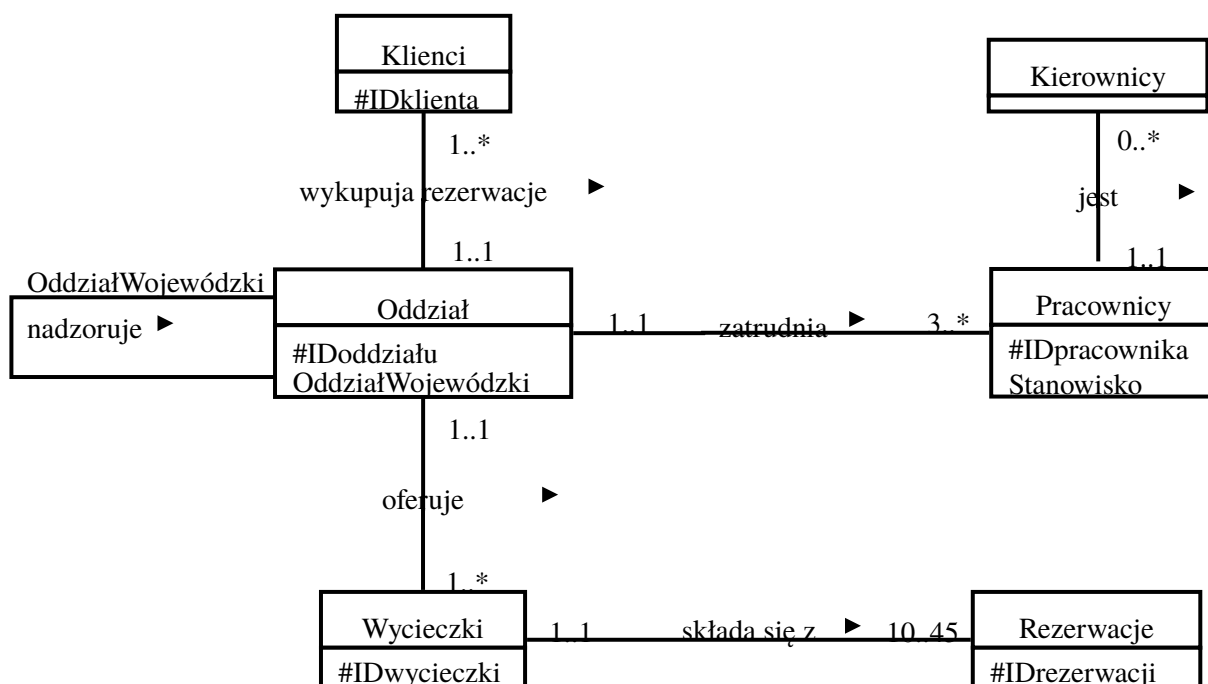 Klienci
#IDklienta
Kierownicy
1..*
0..*
wykupuja rezerwacje ►
jest ►
1..1
1..1
OddziałWojewódzki
nadzoruje ►
Oddział
#IDoddziału
OddziałWojewódzki
1..1 zatrudnia ► 3..*
Pracownicy
#IDpracownika
Stanowisko
1..1
oferuje ►
1..*
Wycieczki
#IDwycieczki
1..1 składa się z ► 10..45
Rezerwacje
#IDrezerwacji